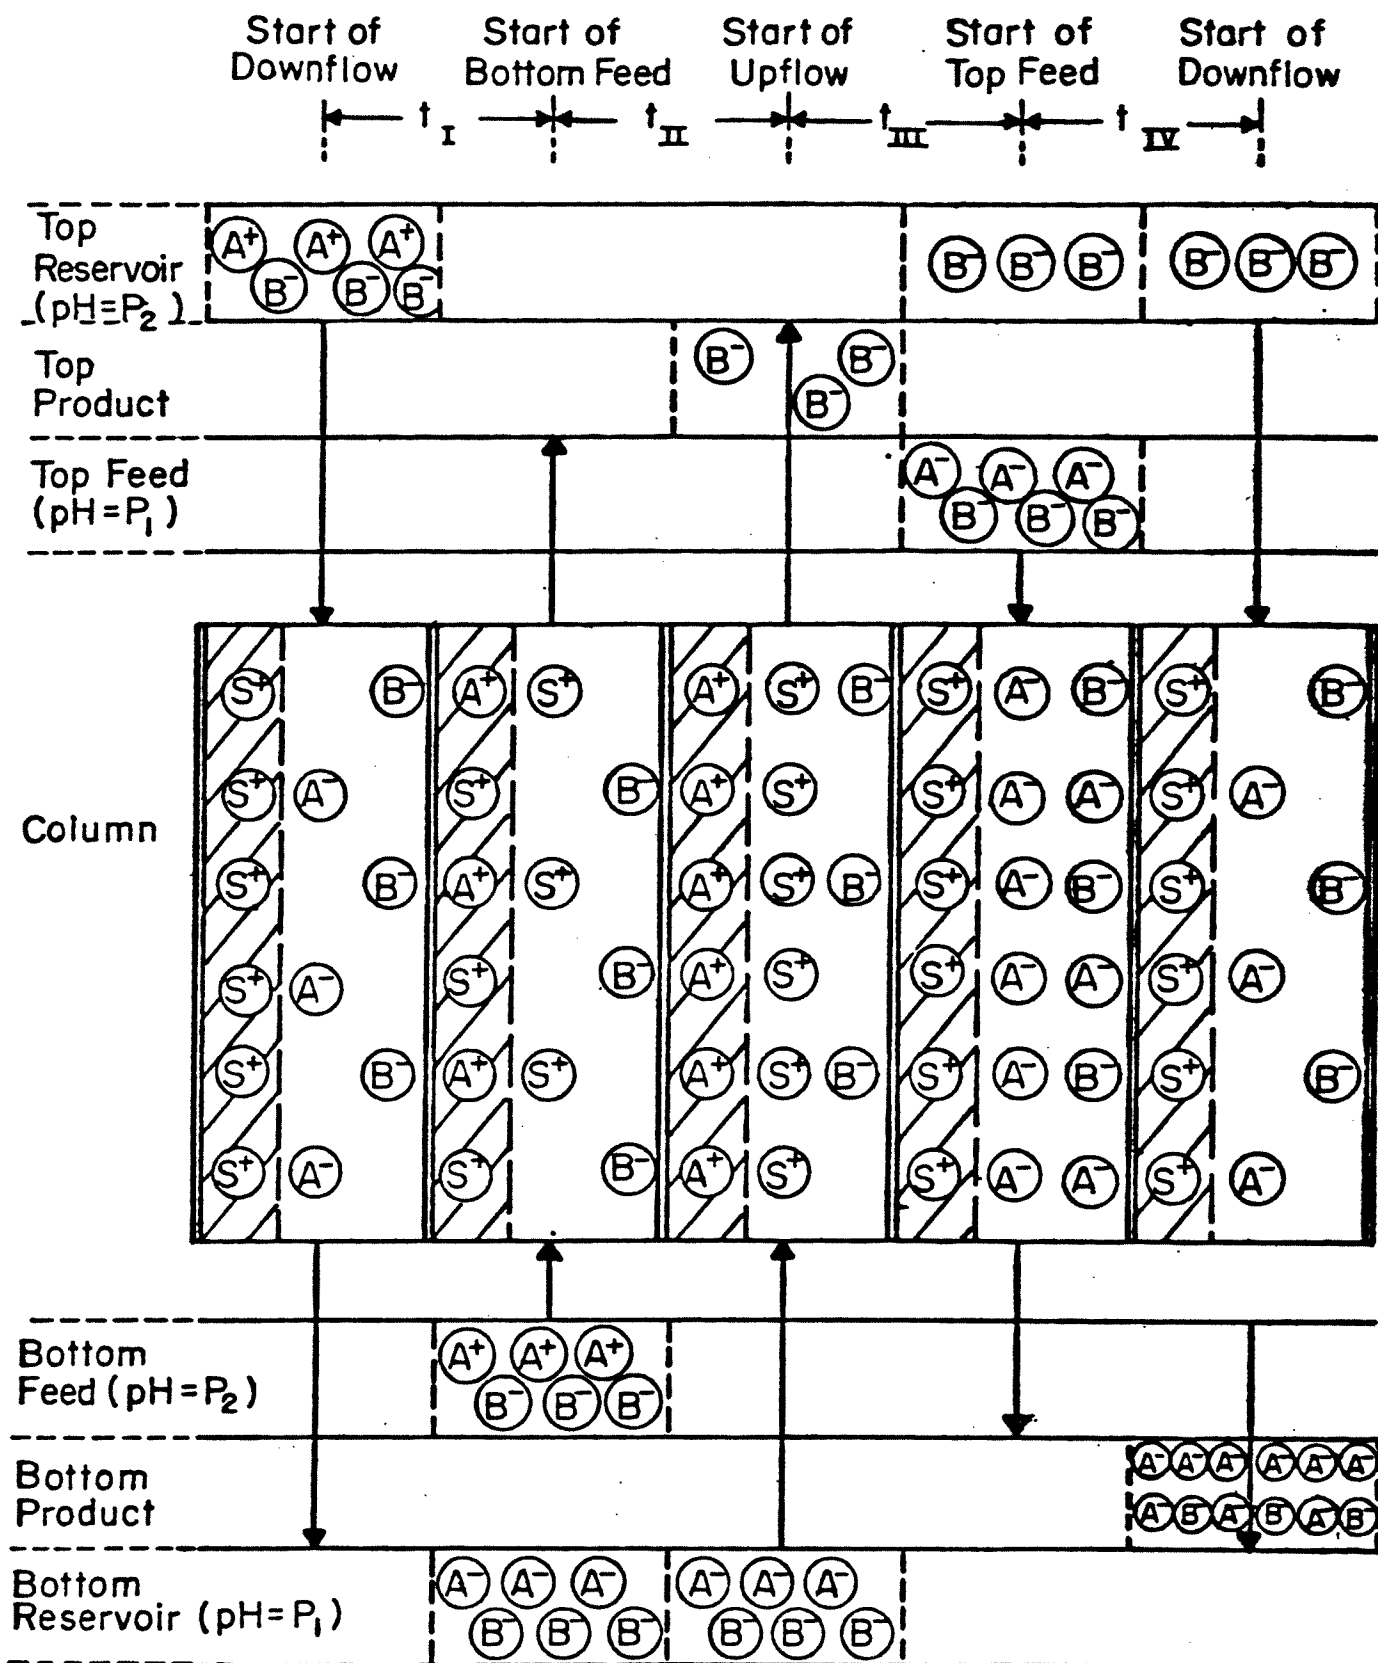 Start of Downflow
Start of Bottom Feed
Start of Upflow
Start of Top Feed
Start of Downflow
t I
t II
t III
t IV
Top
Reservoir
(pH=P₂)
A⁺ A⁺ A⁺
B⁻ B⁻ B⁻
B⁻ B⁻ B⁻
B⁻ B⁻ B⁻
Top
Product
B⁻ B⁻
B⁻
Top Feed
(pH=P₁)
A⁻ A⁻ A⁻
B⁻ B⁻ B⁻
Column
S⁺ B⁻ A⁺ S⁺ A⁺ S⁺ B⁻ S⁺ A⁻ B⁻ S⁺ B⁻
S⁺ A⁻ S⁺ B⁻ A⁺ S⁺ S⁺ A⁻ A⁻ S⁺ A⁻
S⁺ B⁻ A⁺ S⁺ A⁺ S⁺ B⁻ S⁺ A⁻ B⁻ S⁺ B⁻
S⁺ A⁻ S⁺ B⁻ A⁺ S⁺ S⁺ A⁻ A⁻ S⁺ A⁻
S⁺ B⁻ A⁺ S⁺ A⁺ S⁺ B⁻ S⁺ A⁻ B⁻ S⁺ B⁻
S⁺ A⁻ S⁺ B⁻ A⁺ S⁺ S⁺ A⁻ A⁻ S⁺ A⁻
Bottom
Feed (pH=P₂)
A⁺ A⁺ A⁺
B⁻ B⁻ B⁻
Bottom
Product
A⁻ A⁻ A⁻ A⁻ A⁻ A⁻
A⁻ B⁻ A⁻ B⁻ A⁻ B⁻
Bottom
Reservoir (pH=P₁)
A⁻ A⁻ A⁻ A⁻ A⁻ A⁻
B⁻ B⁻ B⁻ B⁻ B⁻ B⁻